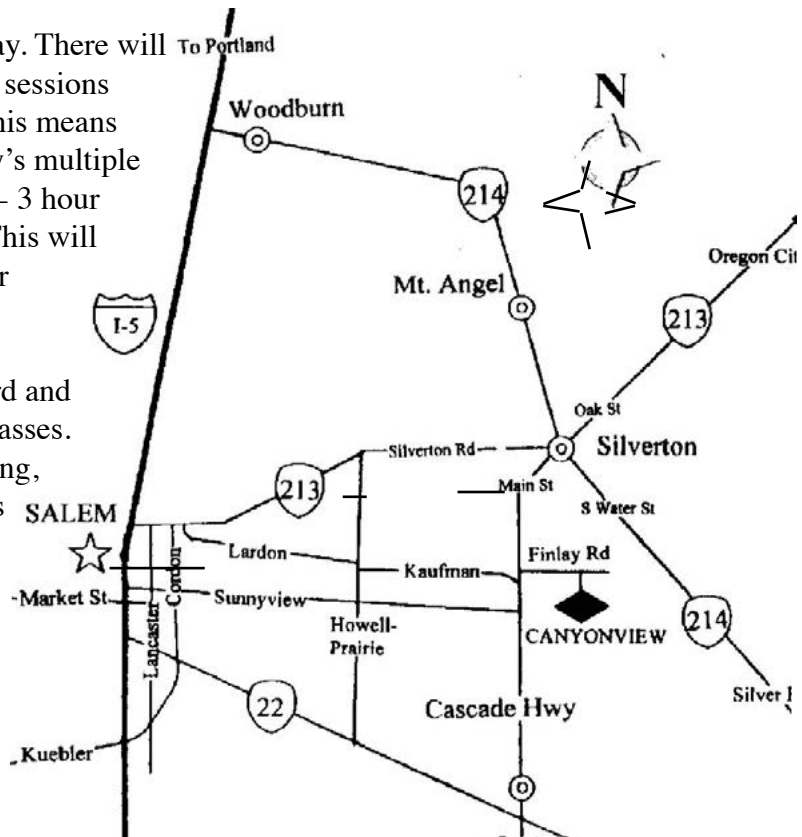 ay. There will
sessions
his means
y's multiple
– 3 hour
This will
r
rd and
asses.
ng,
s
To Portland
N
Woodburn
214
Mt. Angel
Oregon Cit
213
I-5
Oak St
Silverton
Silverton Rd
Main St
S Water St
213
SALEM
Lardon
Kaufman
Finlay Rd
Market St
Sunnyview
Lancaster
Cordon
Howell-
Prairie
CANYONVIEW
214
22
Cascade Hwy
Silver
Kuebler